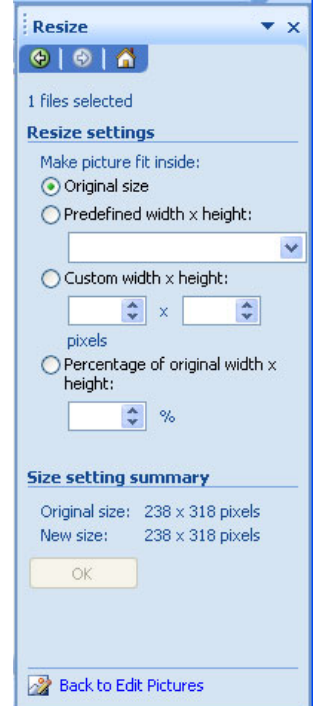 Resize
1 files selected
Resize settings
Make picture fit inside:
Original size
Predefined width x height:
Custom width x height:
x
pixels
Percentage of original width x
height:
%
Size setting summary
Original size: 238 x 318 pixels
New size: 238 x 318 pixels
OK
Back to Edit Pictures